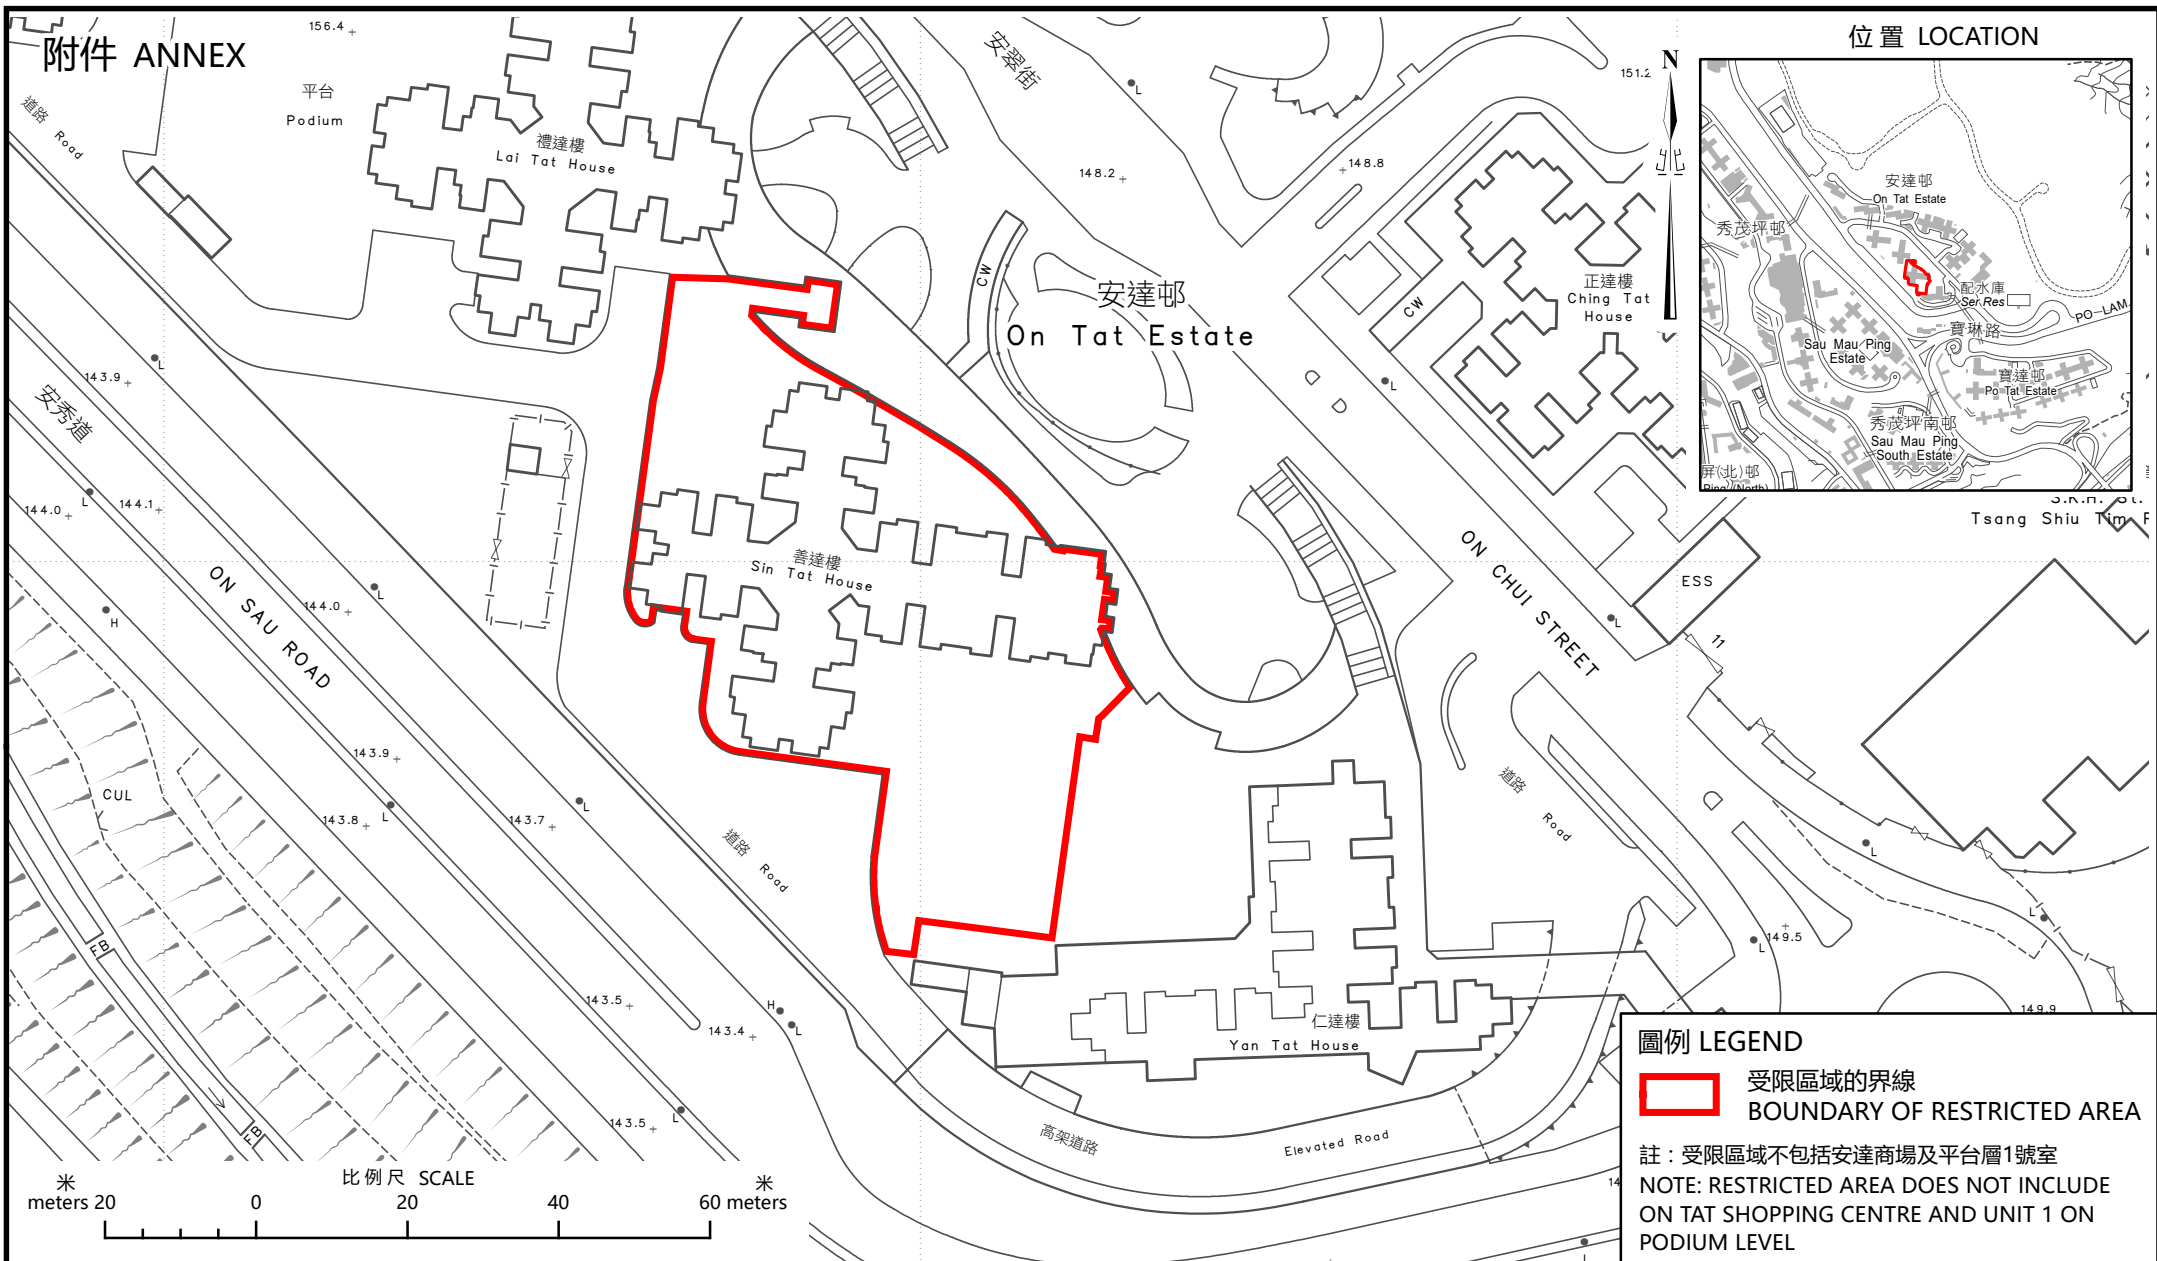 附件 ANNEX
156.4
平台
Podium
道路 Road
禮達樓
Lai Tat House
安翠街
L
148.2
148.8
151.2
N
北
位置 LOCATION
安達邨
On Tat Estate
秀茂坪邨
配水庫
Ser Res
PO LAM
寶琳路
Sau Mau Ping
Estate
寶達邨
Po Tat Estate
秀茂坪南邨
Sau Mau Ping
South Estate
屏(北)邨
Ping (North)
Tsang Shiu Tim F
CW
安達邨
On Tat Estate
正達樓
Ching Tat
House
CW
L
L
143.9
安秀道
L
144.0
144.1
H
L
144.0
ON SAU ROAD
善達樓
Sin Tat House
ON CHUI STREET
ESS
L
11
CUL
143.9
143.8
L
L
143.7
道路 Road
道路 Road
L
149.5
L
L
FB
143.5
H
L
143.4
仁達樓
Yan Tat House
149.9
FB
143.5
L
高架道路
Elevated Road
14
L
比例尺 SCALE
米 米
meters 20 0 20 40 60 meters
圖例 LEGEND
受限區域的界線
BOUNDARY OF RESTRICTED AREA
註：受限區域不包括安達商場及平台層1號室
NOTE: RESTRICTED AREA DOES NOT INCLUDE
ON TAT SHOPPING CENTRE AND UNIT 1 ON
PODIUM LEVEL